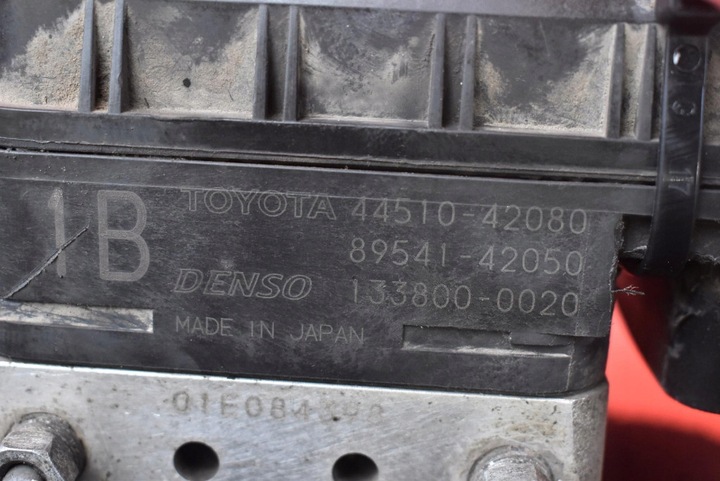 1B
TOYOTA 44510-42080
89541-42050
DENSO 133800-0020
MADE IN JAPAN